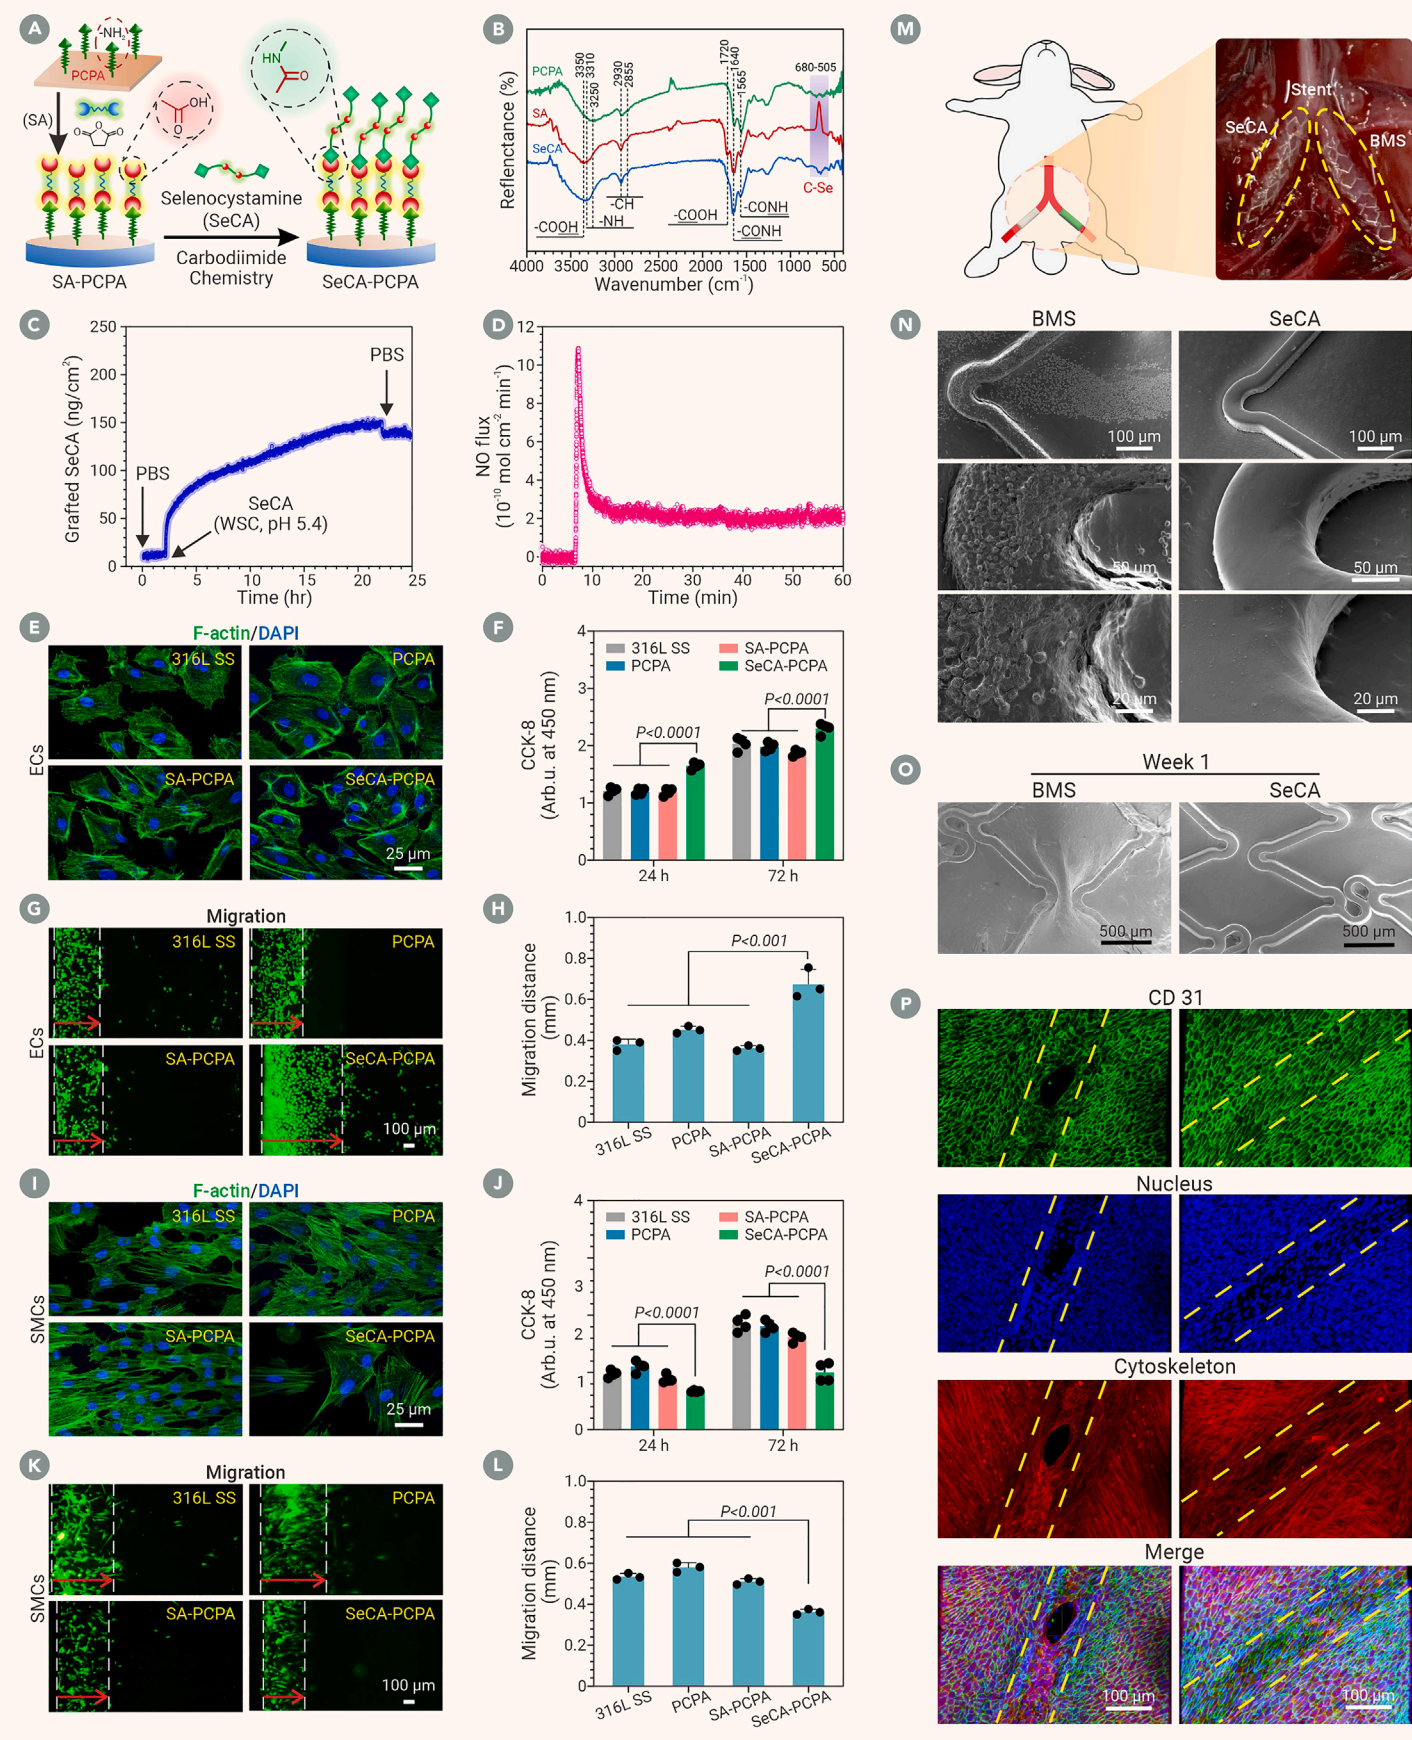 A
-NH2
PCPA
(SA)
OH
O
O
O
O
HN
O
Selenocystamine
(SeCA)
Carbodiimide
Chemistry
SA-PCPA
SeCA-PCPA
B
Reflenctance (%)
PCPA
SA
SeCA
3350
3310
3250
2930
2855
1720
1640
1565
680-505
C-Se
-COOH
-NH
-CH
-COOH
-CONH
-CONH
4000 3500 3000 2500 2000 1500 1000 500
Wavenumber (cm-1)
C
Grafted SeCA (ng/cm2)
250
200
150
100
50
0
PBS
PBS
SeCA
(WSC, pH 5.4)
0 5 10 15 20 25
Time (hr)
D
NO flux
(10-10 mol cm-2 min-1)
12
10
8
6
4
2
0
0 10 20 30 40 50 60
Time (min)
E
F-actin/DAPI
ECs
316L SS
PCPA
SA-PCPA
SeCA-PCPA
25 µm
F
CCK-8
(Arb.u. at 450 nm)
4
3
2
1
0
316L SS
SA-PCPA
PCPA
SeCA-PCPA
P<0.0001
P<0.0001
24 h
72 h
G
Migration
ECs
316L SS
PCPA
SA-PCPA
SeCA-PCPA
100 µm
H
Migration distance
(mm)
1.0
0.8
0.6
0.4
0.2
0
P<0.001
316L SS
PCPA
SA-PCPA
SeCA-PCPA
I
F-actin/DAPI
SMCs
316L SS
PCPA
SA-PCPA
SeCA-PCPA
25 µm
J
CCK-8
(Arb.u. at 450 nm)
4
3
2
1
0
316L SS
SA-PCPA
PCPA
SeCA-PCPA
P<0.0001
P<0.0001
24 h
72 h
K
Migration
SMCs
316L SS
PCPA
SA-PCPA
SeCA-PCPA
100 µm
L
Migration distance
(mm)
1.0
0.8
0.6
0.4
0.2
0
P<0.001
316L SS
PCPA
SA-PCPA
SeCA-PCPA
M
Stent
SeCA
BMS
N
BMS
SeCA
100 µm
100 µm
50 µm
50 µm
20 µm
20 µm
O
Week 1
BMS
SeCA
500 µm
500 µm
P
CD 31
Nucleus
Cytoskeleton
Merge
100 µm
100 µm